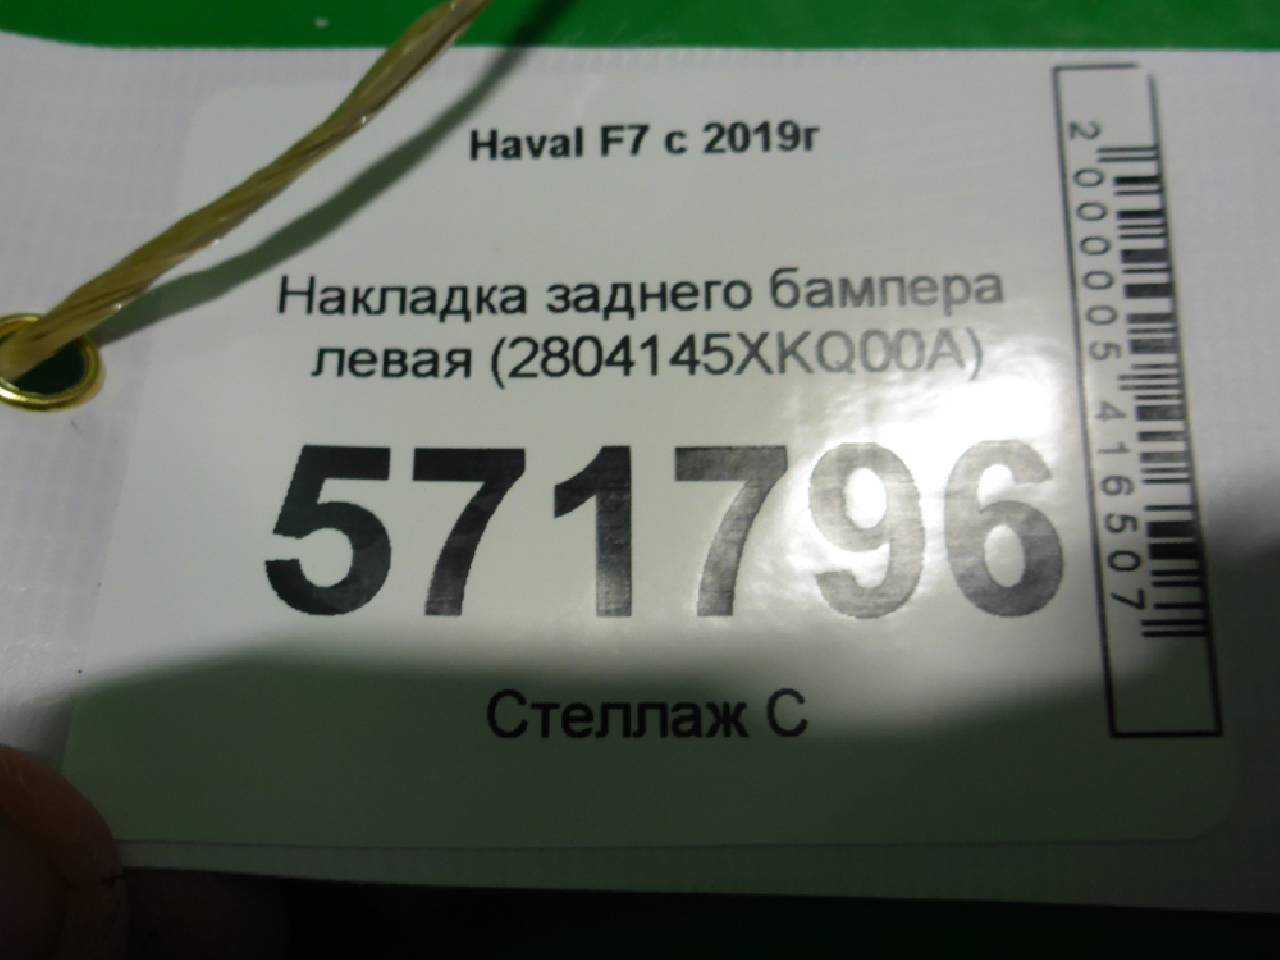 Haval F7 с 2019г
Накладка заднего бампера
левая (2804145XKQ00A)
571796
Стеллаж С
2000005416507